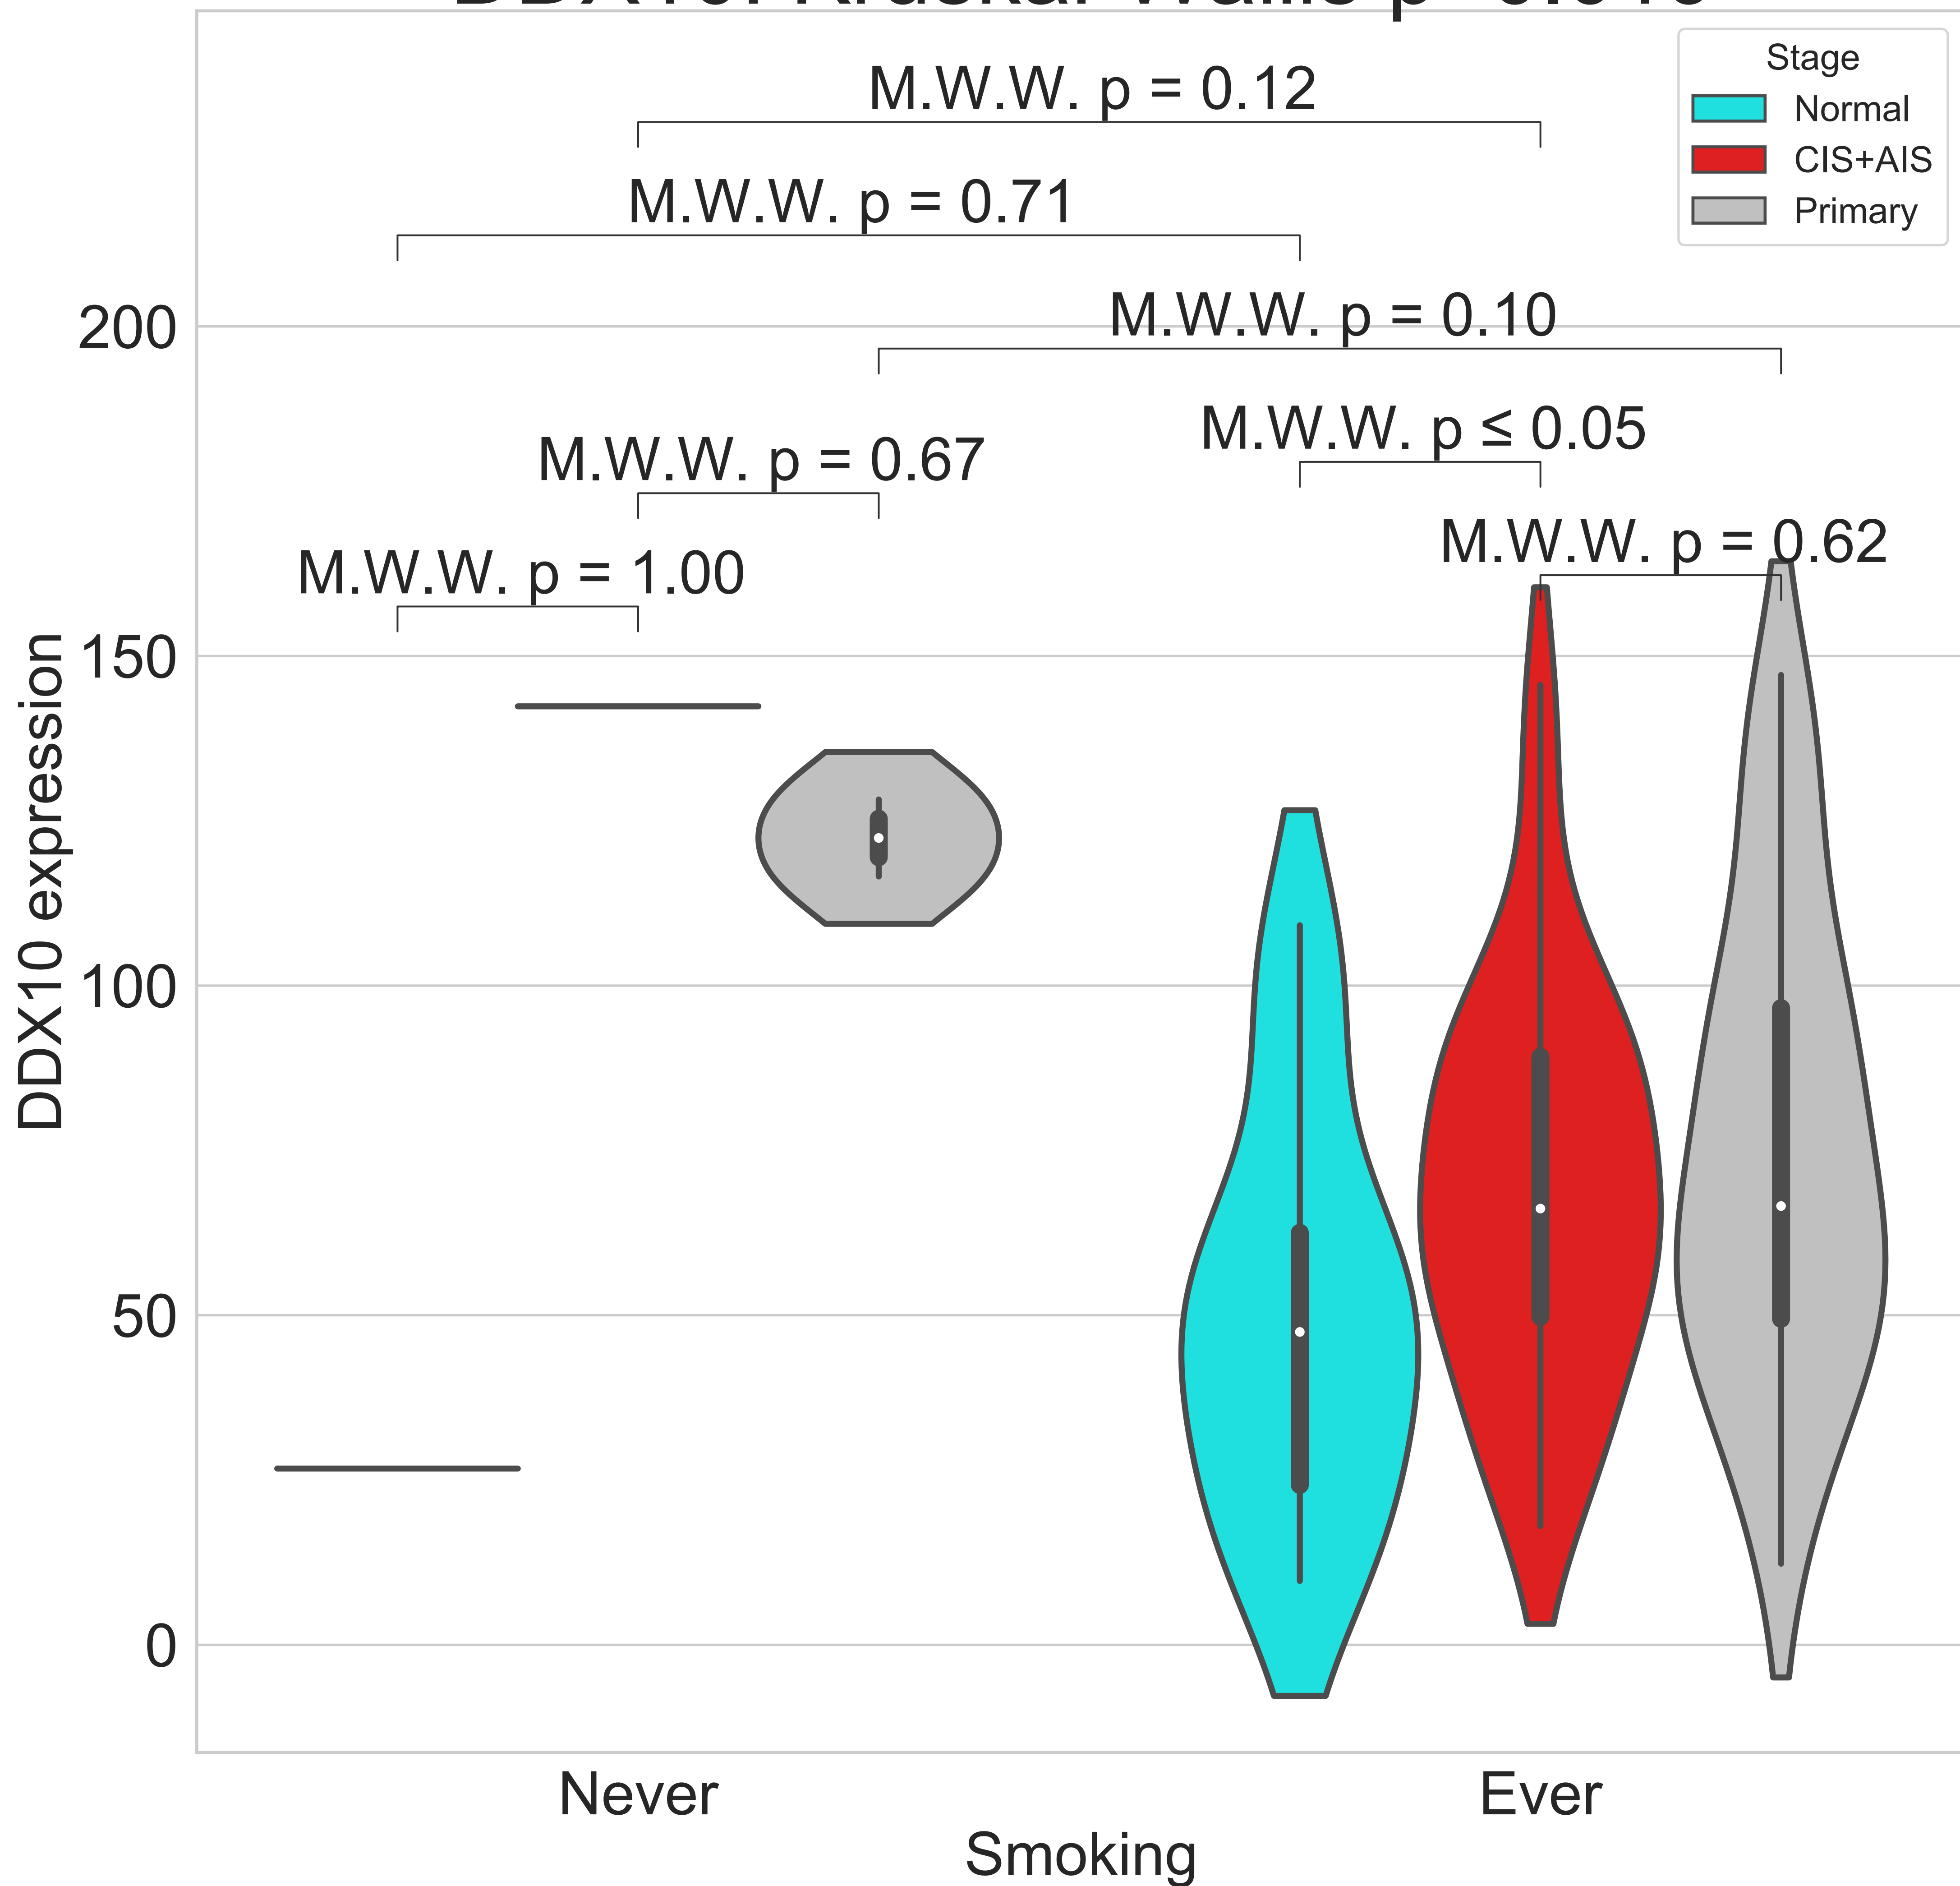 Stage
Normal
CIS+AIS
Primary
M.W.W. p = 0.12
M.W.W. p = 0.71
M.W.W. p = 0.10
M.W.W. p ≤ 0.05
M.W.W. p = 0.67
M.W.W. p = 0.62
M.W.W. p = 1.00
DDX10 expression
200
150
100
50
0
Never
Ever
Smoking